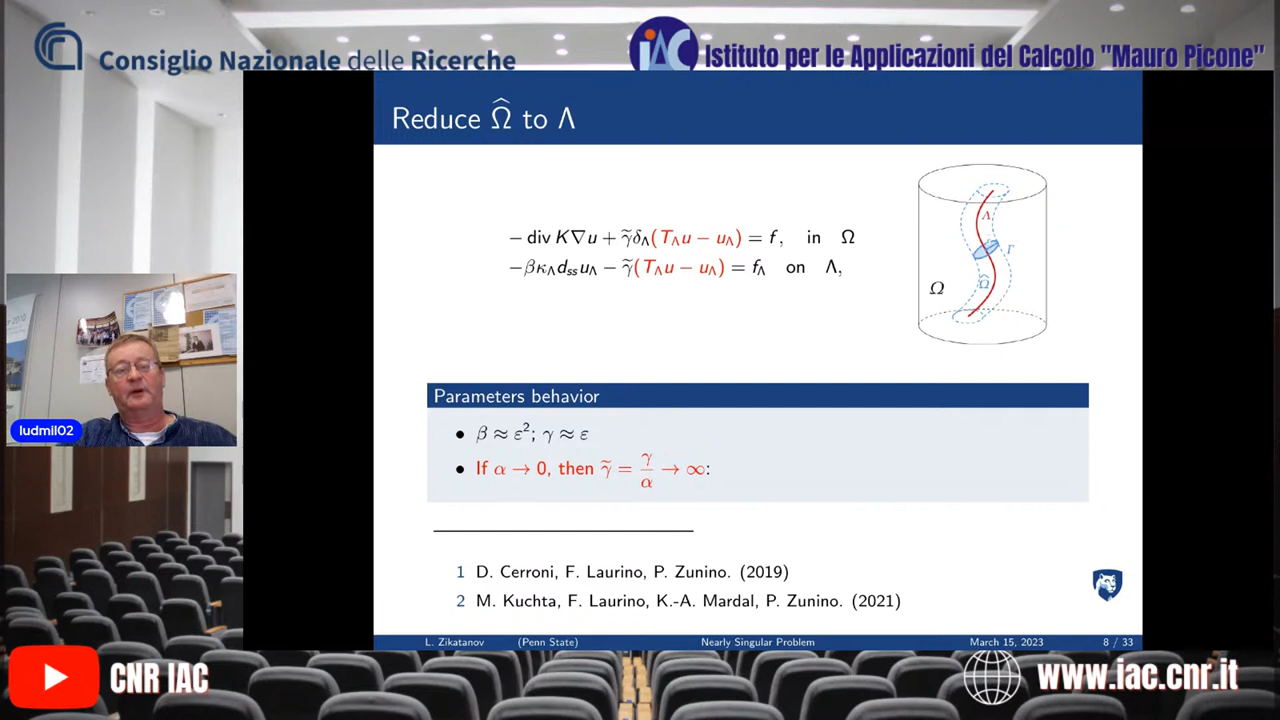 Consiglio Nazionale delle Ricerche
iAC Istituto per le Applicazioni del Calcolo "Mauro Picone"
Reduce Ω̂ to Λ
− div K∇u + γ̃δ_Λ(T_Λu − u_Λ) = f, in Ω
−βκ_Λd_ssu_Λ − γ̃(T_Λu − u_Λ) = f_Λ on Λ,
Λ
Γ
Ω̂
Ω
Parameters behavior
• β ≈ ε²; γ ≈ ε
• If α → 0, then γ̃ = γ/α → ∞:
1 D. Cerroni, F. Laurino, P. Zunino. (2019)
2 M. Kuchta, F. Laurino, K.-A. Mardal, P. Zunino. (2021)
L. Zikatanov (Penn State) Nearly Singular Problem March 15, 2023 8 / 33
ludmil02
CNR IAC
www.iac.cnr.it